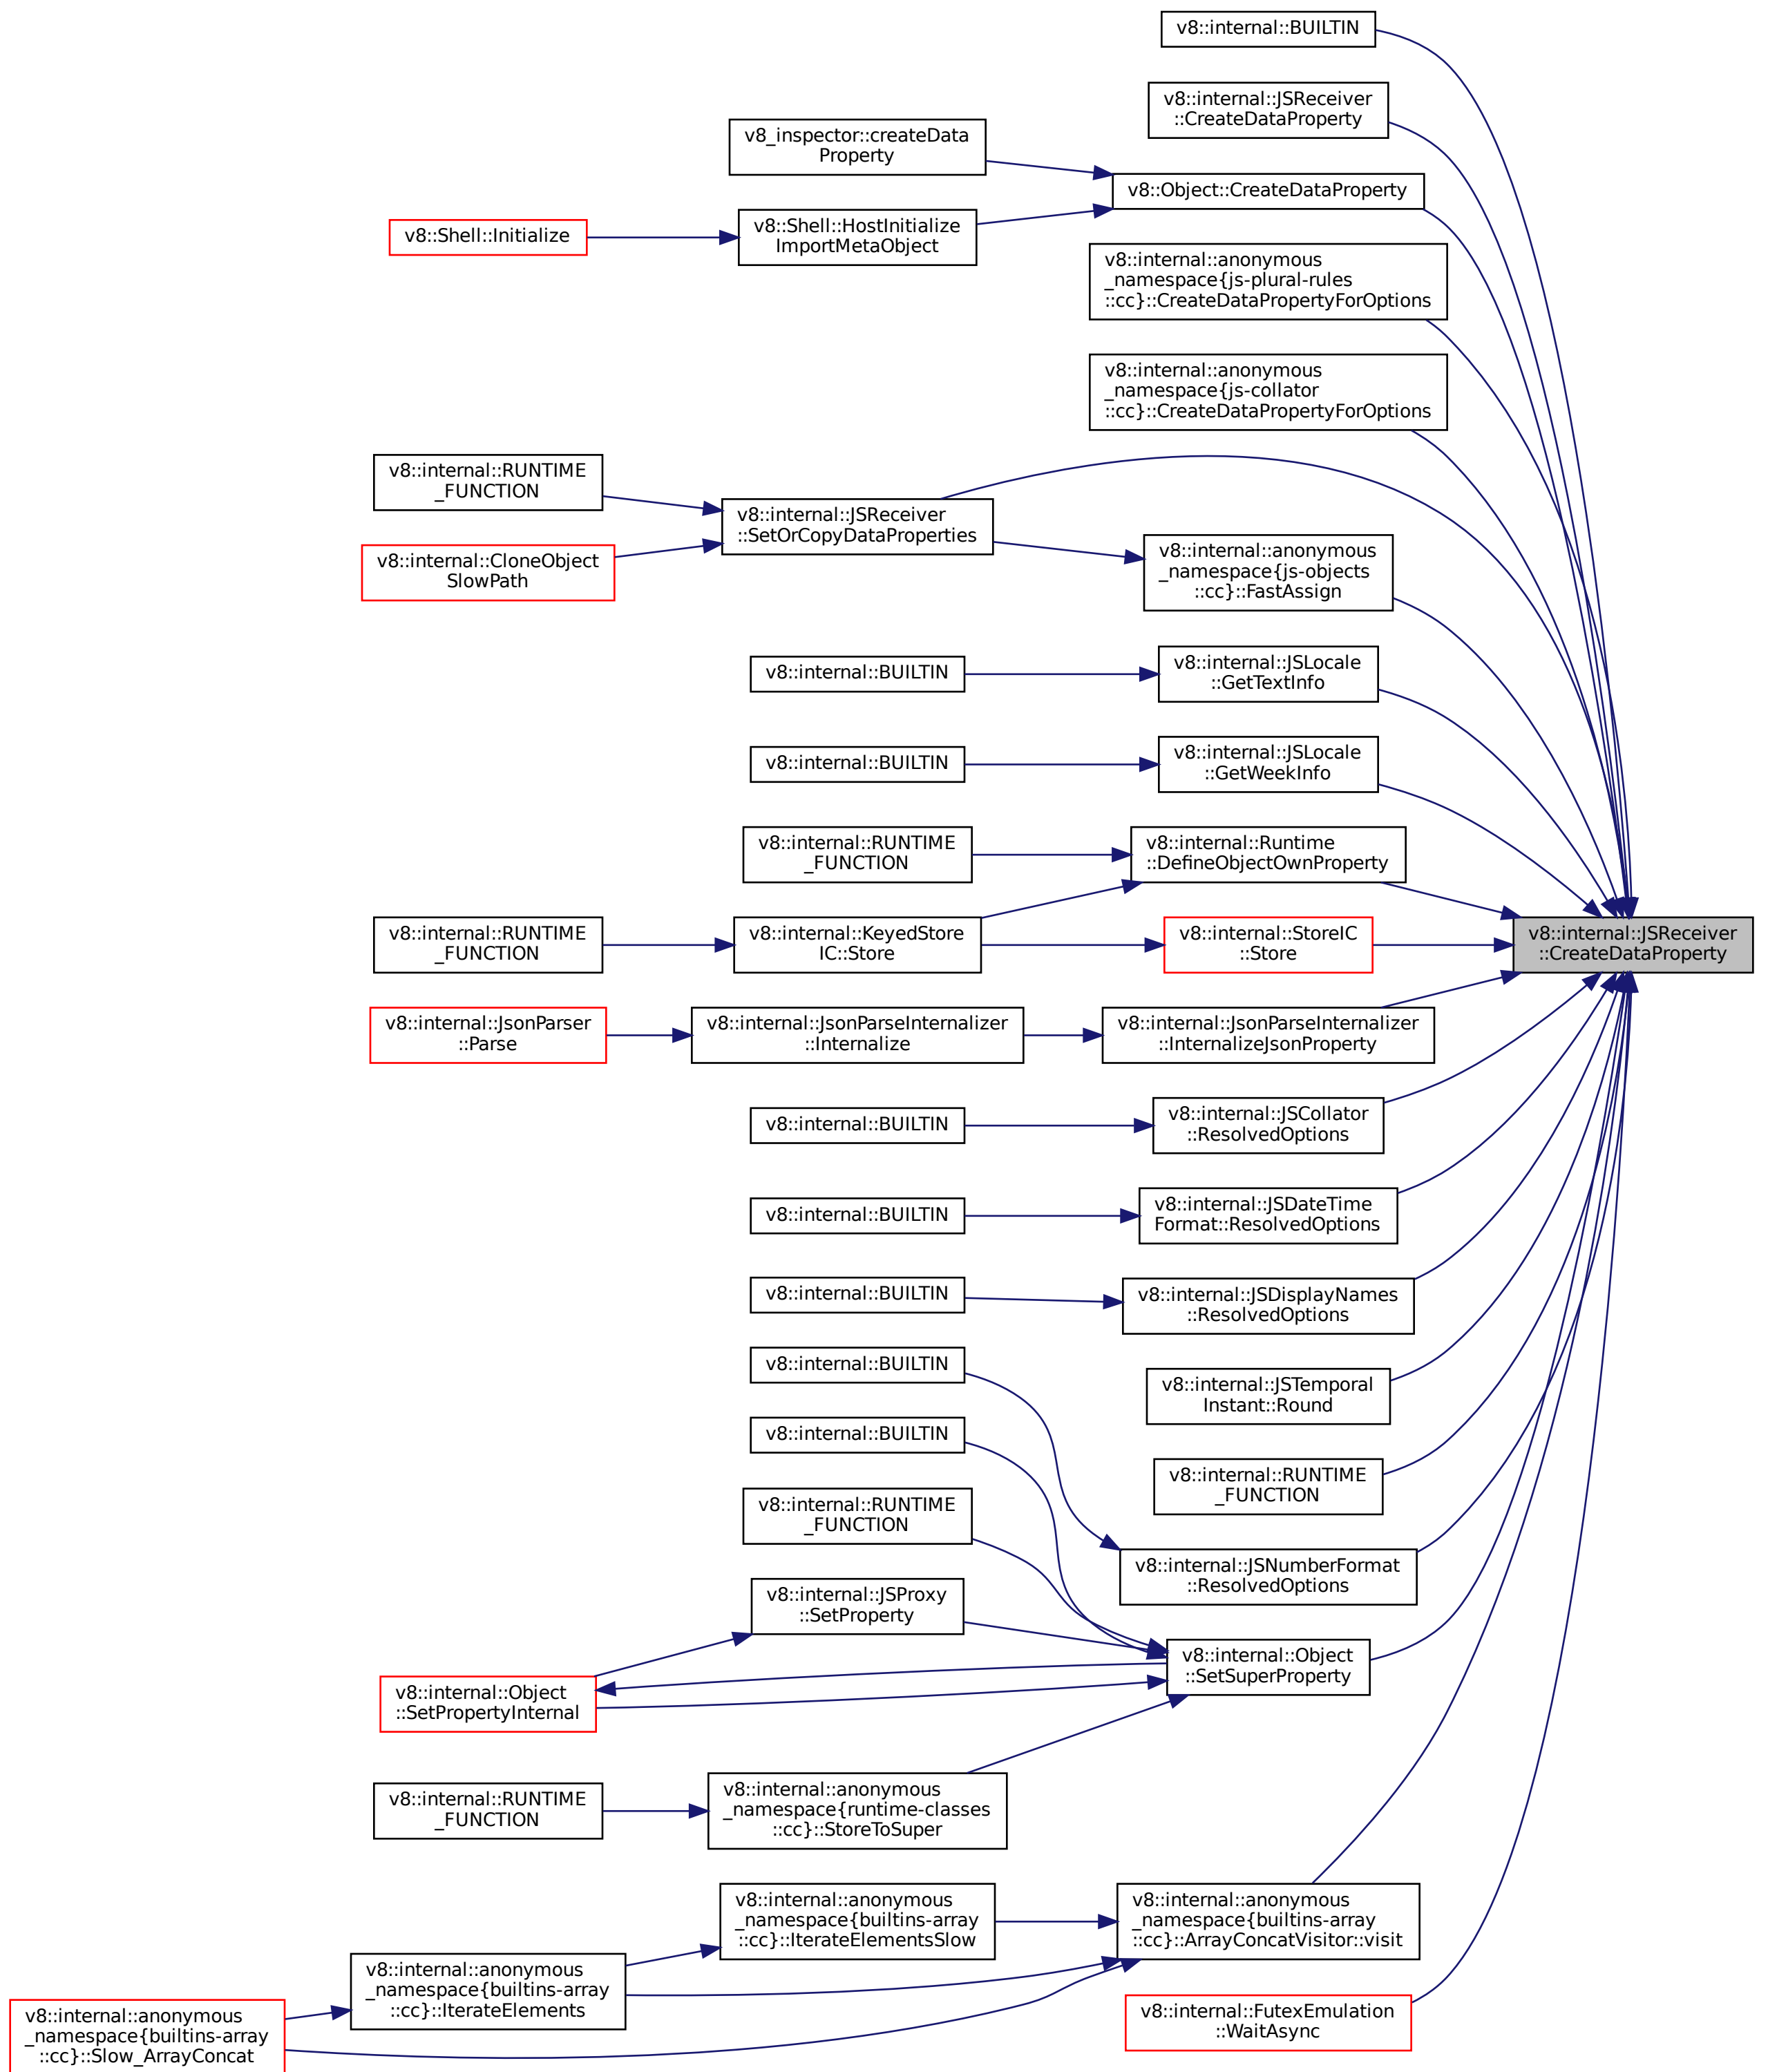 v8::internal::BUILTIN
v8::internal::JSReceiver
::CreateDataProperty
v8_inspector::createData
Property
v8::Object::CreateDataProperty
v8::Shell::HostInitialize
ImportMetaObject
v8::Shell::Initialize
v8::internal::anonymous
_namespace{js-plural-rules
::cc}::CreateDataPropertyForOptions
v8::internal::anonymous
_namespace{js-collator
::cc}::CreateDataPropertyForOptions
v8::internal::RUNTIME
_FUNCTION
v8::internal::JSReceiver
::SetOrCopyDataProperties
v8::internal::CloneObject
SlowPath
v8::internal::anonymous
_namespace{js-objects
::cc}::FastAssign
v8::internal::BUILTIN
v8::internal::JSLocale
::GetTextInfo
v8::internal::BUILTIN
v8::internal::JSLocale
::GetWeekInfo
v8::internal::RUNTIME
_FUNCTION
v8::internal::Runtime
::DefineObjectOwnProperty
v8::internal::RUNTIME
_FUNCTION
v8::internal::KeyedStore
IC::Store
v8::internal::StoreIC
::Store
v8::internal::JSReceiver
::CreateDataProperty
v8::internal::JsonParser
::Parse
v8::internal::JsonParseInternalizer
::Internalize
v8::internal::JsonParseInternalizer
::InternalizeJsonProperty
v8::internal::BUILTIN
v8::internal::JSCollator
::ResolvedOptions
v8::internal::BUILTIN
v8::internal::JSDateTime
Format::ResolvedOptions
v8::internal::BUILTIN
v8::internal::JSDisplayNames
::ResolvedOptions
v8::internal::BUILTIN
v8::internal::JSTemporal
Instant::Round
v8::internal::BUILTIN
v8::internal::RUNTIME
_FUNCTION
v8::internal::RUNTIME
_FUNCTION
v8::internal::JSNumberFormat
::ResolvedOptions
v8::internal::JSProxy
::SetProperty
v8::internal::Object
::SetSuperProperty
v8::internal::Object
::SetPropertyInternal
v8::internal::RUNTIME
_FUNCTION
v8::internal::anonymous
_namespace{runtime-classes
::cc}::StoreToSuper
v8::internal::anonymous
_namespace{builtins-array
::cc}::IterateElementsSlow
v8::internal::anonymous
_namespace{builtins-array
::cc}::ArrayConcatVisitor::visit
v8::internal::anonymous
_namespace{builtins-array
::cc}::IterateElements
v8::internal::anonymous
_namespace{builtins-array
::cc}::Slow_ArrayConcat
v8::internal::FutexEmulation
::WaitAsync